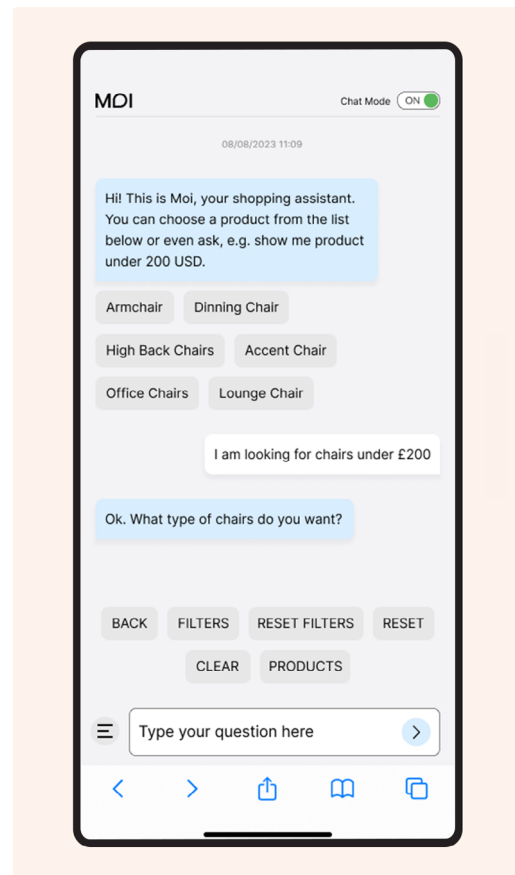 MOI
Chat Mode ON
08/08/2023 11:09
Hi! This is Moi, your shopping assistant.
You can choose a product from the list
below or even ask, e.g. show me product
under 200 USD.
Armchair Dinning Chair
High Back Chairs Accent Chair
Office Chairs Lounge Chair
I am looking for chairs under £200
Ok. What type of chairs do you want?
BACK FILTERS RESET FILTERS RESET
CLEAR PRODUCTS
Type your question here